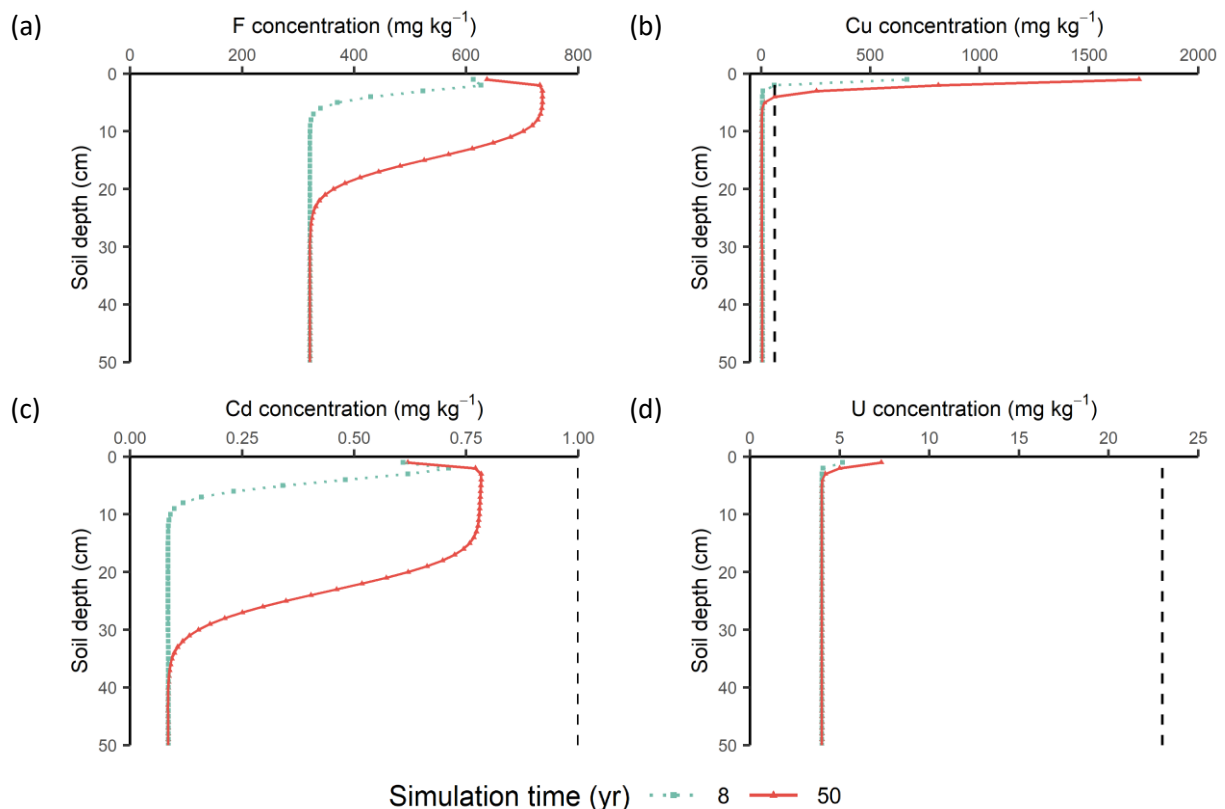 (a)
F concentration (mg kg⁻¹)
0 200 400 600 800
0
10
20
30
40
50
Soil depth (cm)
(b)
Cu concentration (mg kg⁻¹)
0 500 1000 1500 2000
0
10
20
30
40
50
Soil depth (cm)
(c)
Cd concentration (mg kg⁻¹)
0.00 0.25 0.50 0.75 1.00
0
10
20
30
40
50
Soil depth (cm)
(d)
U concentration (mg kg⁻¹)
0 5 10 15 20 25
0
10
20
30
40
50
Soil depth (cm)
Simulation time (yr) 8 50